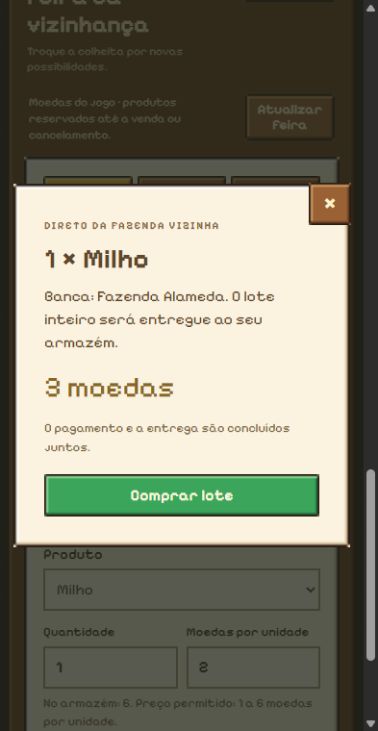 Feira da
vizinhança
Troque a colheita por novas
possibilidades.
Moedas do jogo · produtos
reservados até a venda ou
cancelamento.
Atualizar
feira
×
DIRETO DA FAZENDA VIZINHA
1 × Milho
Banca: Fazenda Alameda. O lote
inteiro será entregue ao seu
armazém.
3 moedas
O pagamento e a entrega são concluídos
juntos.
Comprar lote
Produto
Milho
Quantidade
Moedas por unidade
1
8
No armazém: 6. Preço permitido: 1 a 6 moedas
por unidade.